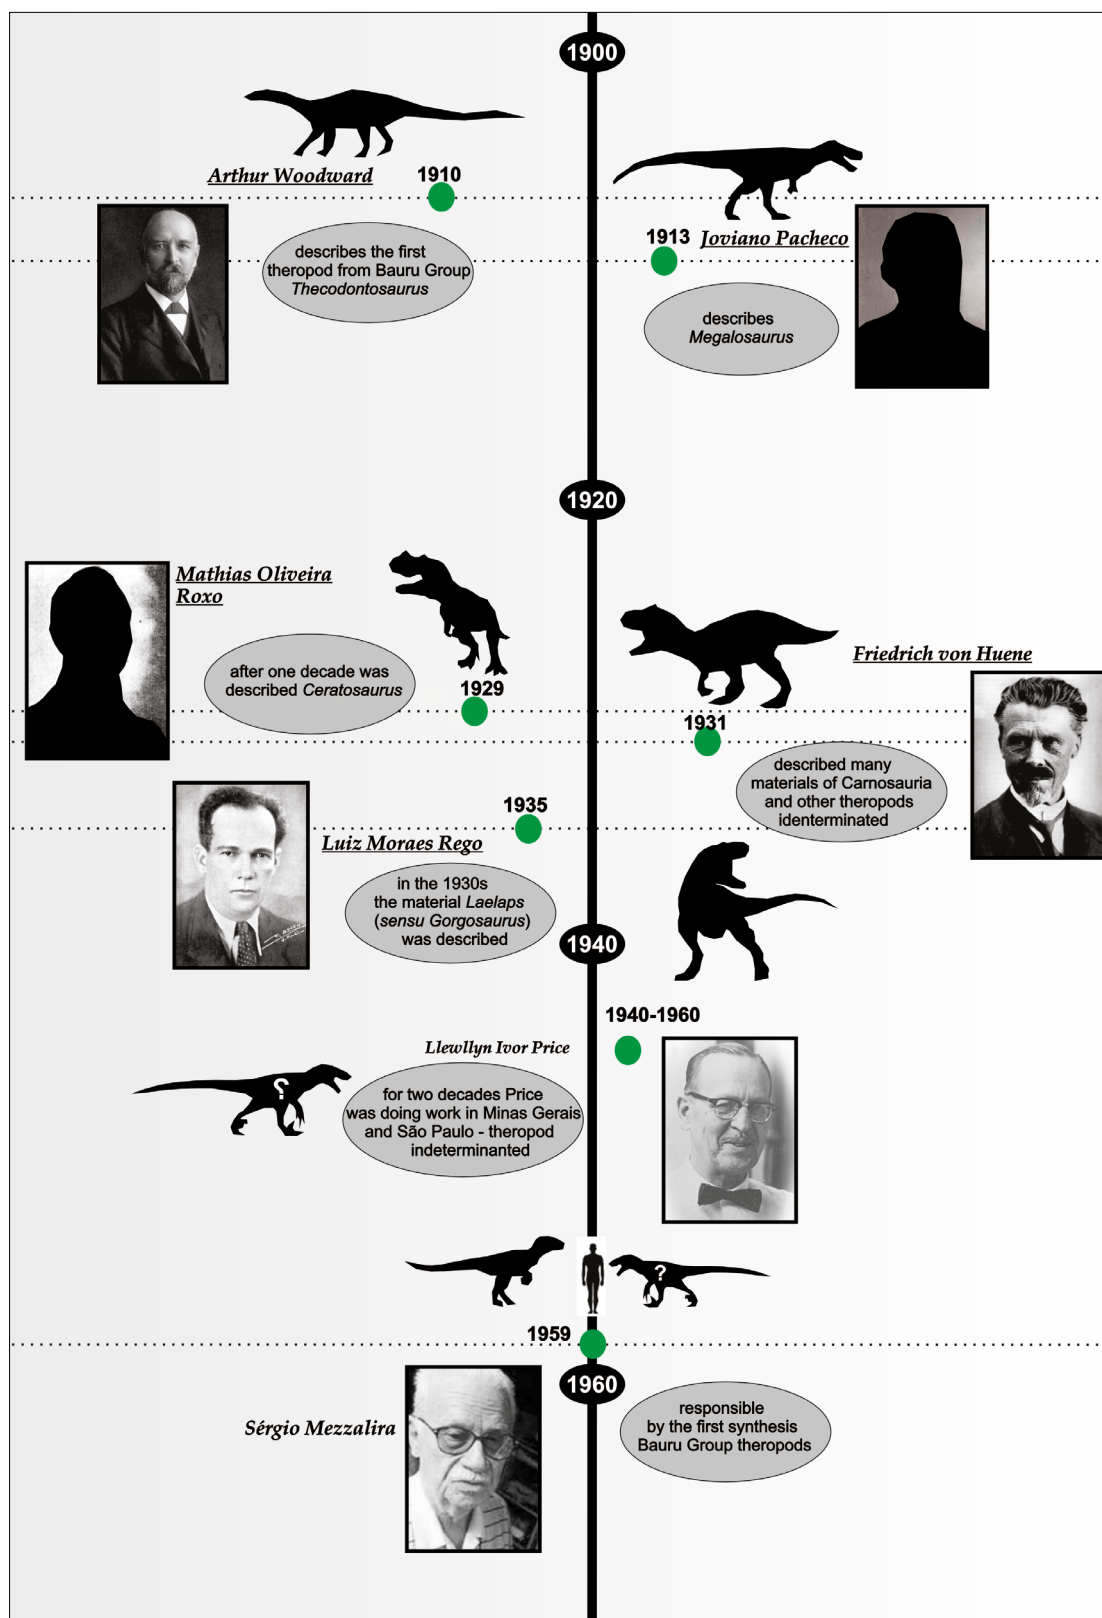 1900
Arthur Woodward
1910
describes the first
theropod from Bauru Group
Thecodontosaurus
1913
Joviano Pacheco
describes
Megalosaurus
1920
Mathias Oliveira
Roxo
after one decade was
described Ceratosaurus
1929
Friedrich von Huene
1931
described many
materials of Carnosauria
and other theropods
identerminated
1935
Luiz Moraes Rego
in the 1930s
the material Laelaps
(sensu Gorgosaurus)
was described
1940
1940-1960
Llewllyn Ivor Price
?
for two decades Price
was doing work in Minas Gerais
and São Paulo - theropod
indeterminanted
?
1959
1960
Sérgio Mezzalira
responsible
by the first synthesis
Bauru Group theropods